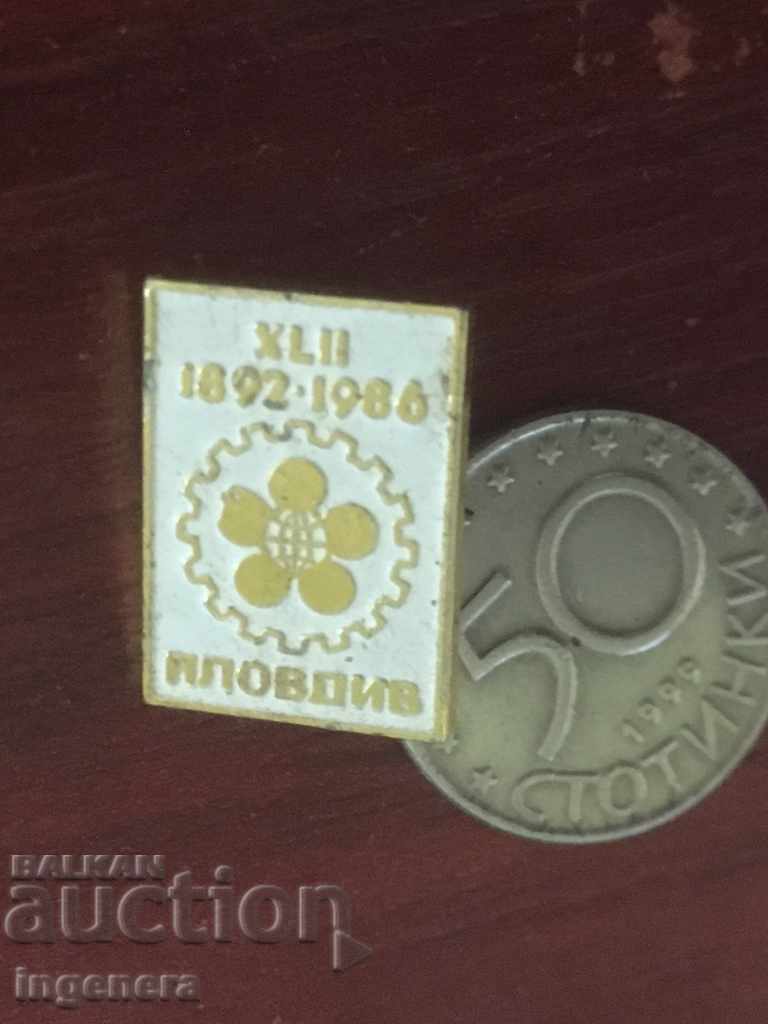 XLII
1892·1986
ПЛОВДИВ
50
1999
СТОТИНКИ
BALKAN
auction
ingenera